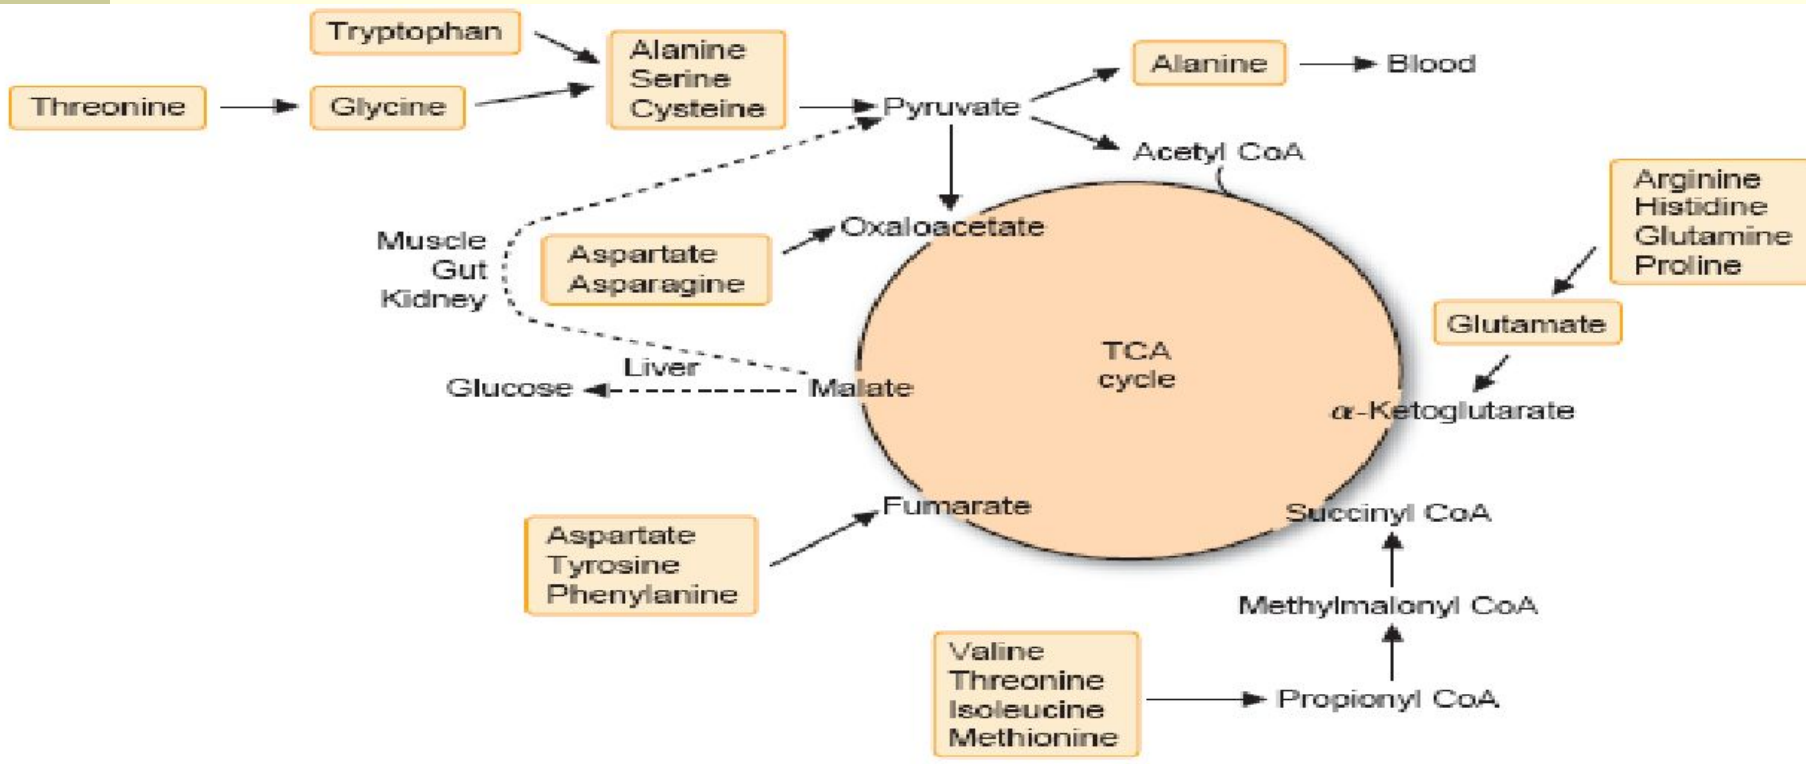 Tryptophan
Threonine
Glycine
Alanine
Serine
Cysteine
Pyruvate
Alanine
Blood
Acetyl CoA
Arginine
Histidine
Glutamine
Proline
Glutamate
α-Ketoglutarate
Oxaloacetate
Aspartate
Asparagine
Muscle
Gut
Kidney
TCA
cycle
Liver
Glucose
Malate
Fumarate
Aspartate
Tyrosine
Phenylanine
Succinyl CoA
Methylmalonyl CoA
Valine
Threonine
Isoleucine
Methionine
Propionyl CoA